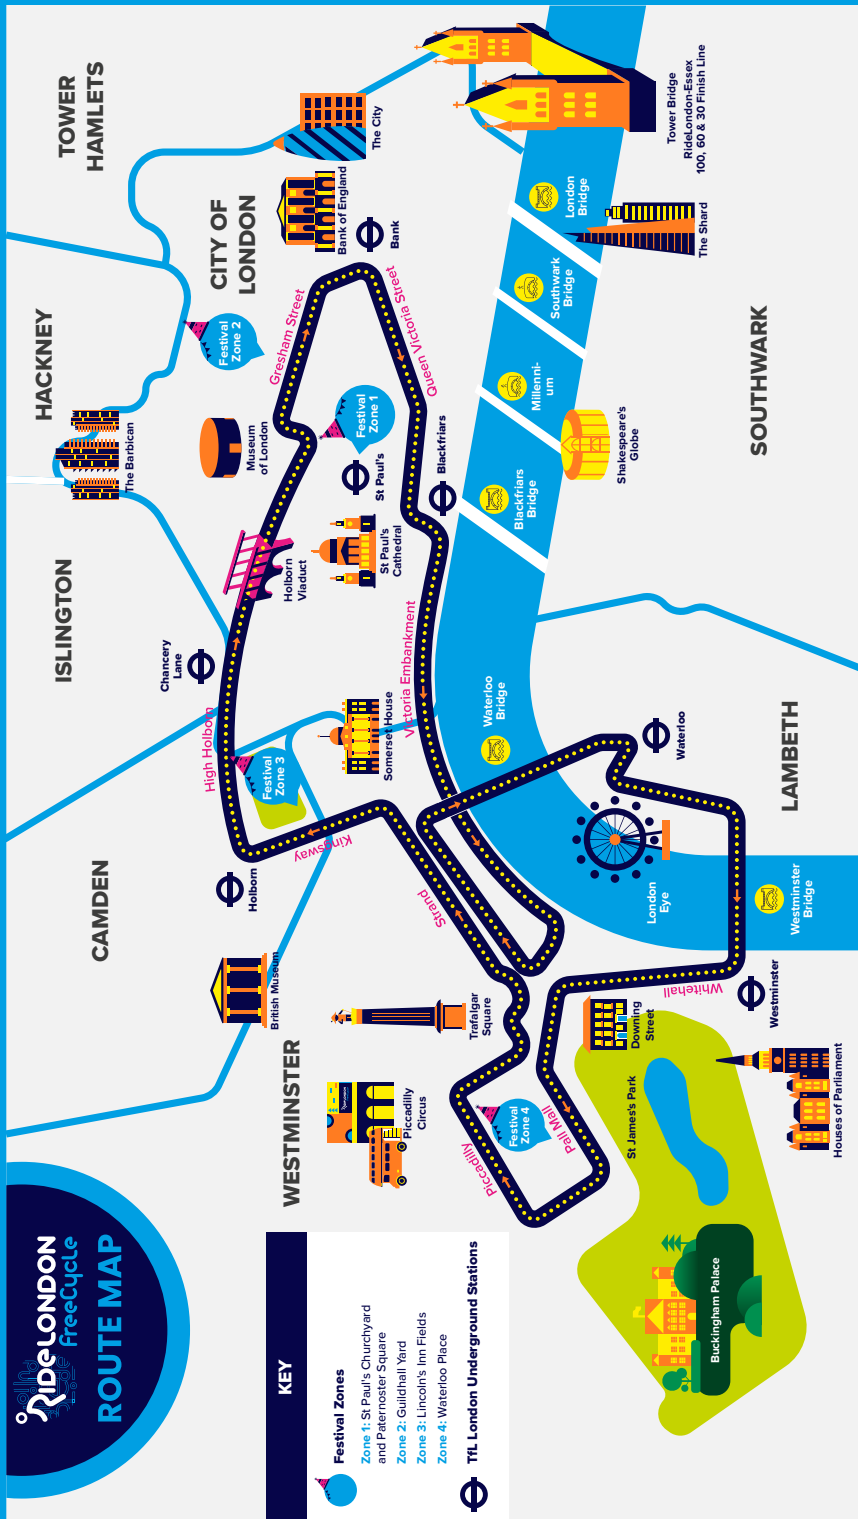 RIDELONDON
FReeCycLe
ROUTE MAP
KEY
Festival Zones
Zone 1: St Paul's Churchyard
and Paternoster Square
Zone 2: Guildhall Yard
Zone 3: Lincoln's Inn Fields
Zone 4: Waterloo Place
TfL London Underground Stations
WESTMINSTER
CAMDEN
ISLINGTON
HACKNEY
TOWER
HAMLETS
CITY OF
LONDON
SOUTHWARK
LAMBETH
British Museum
Holborn
Chancery
Lane
High Holborn
Festival
Zone 3
Kingsway
Somerset House
Holborn
Viaduct
The Barbican
Museum
of London
Festival
Zone 2
Gresham Street
Festival
Zone 1
St Paul's
St Paul's
Cathedral
Bank of England
Bank
The City
Queen Victoria Street
Blackfriars
Victoria Embankment
Strand
Piccadilly
Circus
Trafalgar
Square
Piccadilly
Festival
Zone 4
Pall Mall
Downing
Street
Whitehall
Westminster
St James's Park
Buckingham Palace
Houses of Parliament
Westminster
Bridge
London
Eye
Waterloo
Waterloo
Bridge
Blackfriars
Bridge
Millenni-
um
Southwark
Bridge
London
Bridge
Shakespeare's
Globe
The Shard
Tower Bridge
RideLondon-Essex
100, 60 & 30 Finish Line